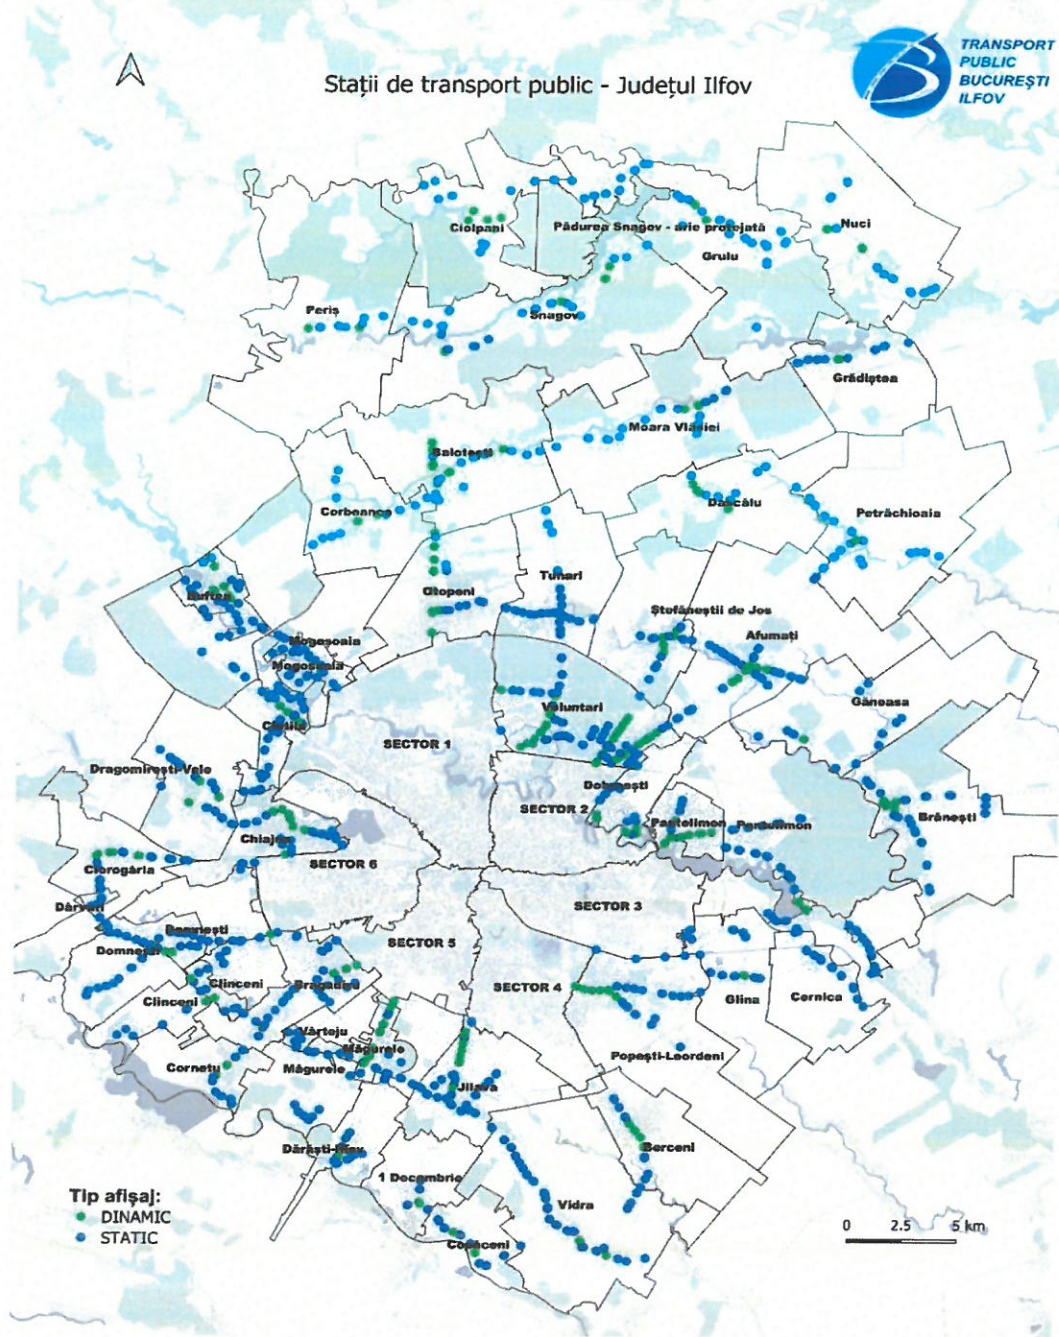 TRANSPORT
PUBLIC
BUCUREȘTI
ILFOV
Stații de transport public - Județul Ilfov
Ciolpani
Pădurea Snagov - arie protejată
Nuci
Gruiu
Periș
Snagov
Grădiștea
Moara Vlăsiei
Balotești
Corbeanca
Dascălu
Petrăchioaia
Tunari
Otopeni
Buftea
Ștefăneștii de Jos
Afumați
Mogoșoaia
Mogoșoaia
Găneasa
Voluntari
Chitila
SECTOR 1
Dragomirești-Vale
Dobroești
SECTOR 2
Brănești
Pantelimon
Pantelimon
Chiajna
SECTOR 6
Ciorogârla
SECTOR 3
Dârvari
Domnești
SECTOR 5
Domnești
Clinceni
Bragadiru
SECTOR 4
Clinceni
Glina
Cernica
Vârteju
Măgurele
Popești-Leordeni
Cornetu
Măgurele
Jilava
Berceni
Dărăști-Ilfov
1 Decembrie
Vidra
Copăceni
Tip afișaj:
DINAMIC
STATIC
0 2.5 5 km